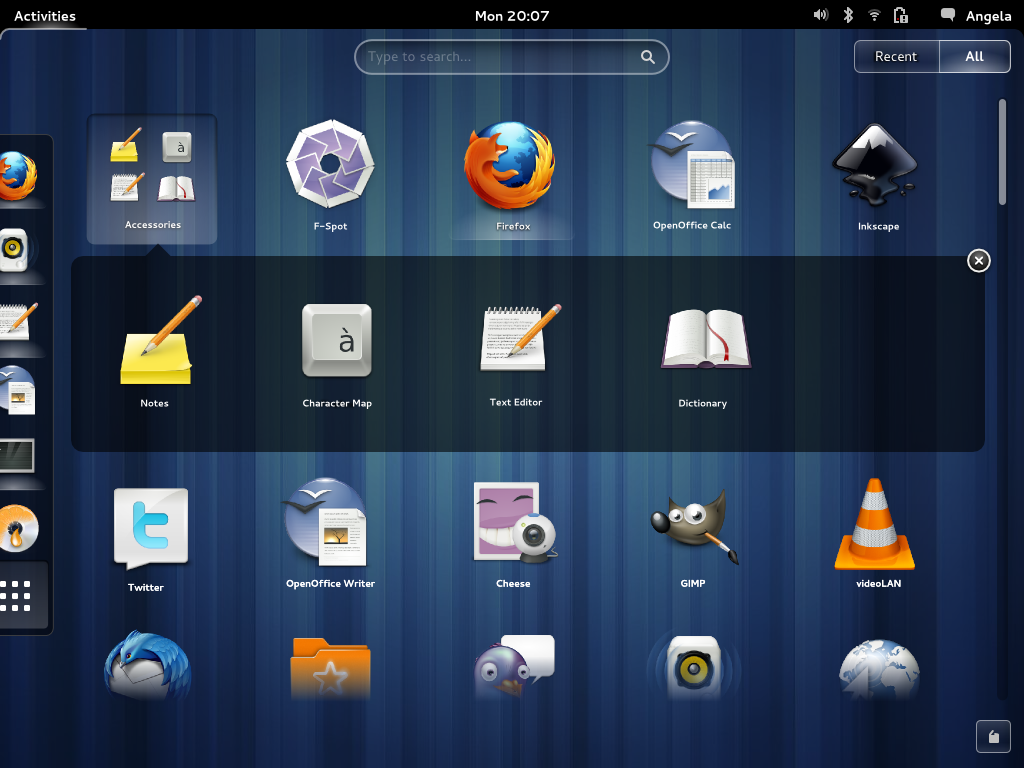 Activities
Mon 20:07
Angela
Type to search...
Recent
All
à
Accessories
F-Spot
Firefox
OpenOffice Calc
Inkscape
à
Notes
Character Map
Text Editor
Dictionary
Twitter
OpenOffice Writer
Cheese
GIMP
videoLAN